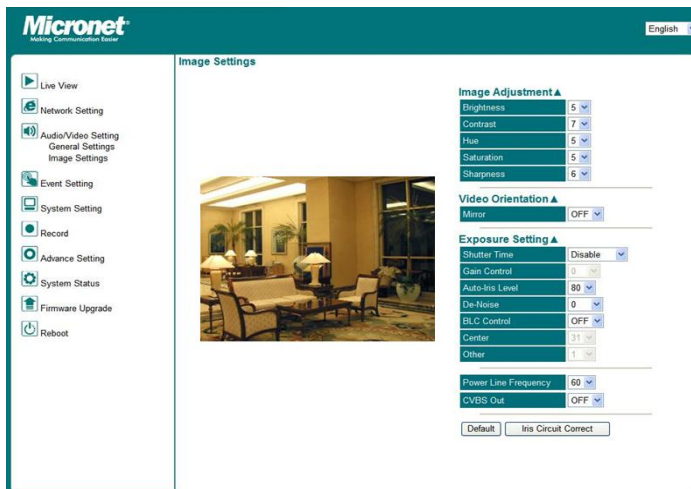 Micronet
Making Communication Easier
English
Live View
Network Setting
Audio/Video Setting
General Settings
Image Settings
Event Setting
System Setting
Record
Advance Setting
System Status
Firmware Upgrade
Reboot
Image Settings
Image Adjustment▲
Brightness 5
Contrast 7
Hue 5
Saturation 5
Sharpness 6
Video Orientation▲
Mirror OFF
Exposure Setting▲
Shutter Time Disable
Gain Control 0
Auto-Iris Level 80
De-Noise 0
BLC Control OFF
Center 31
Other 1
Power Line Frequency 60
CVBS Out OFF
Default Iris Circuit Correct